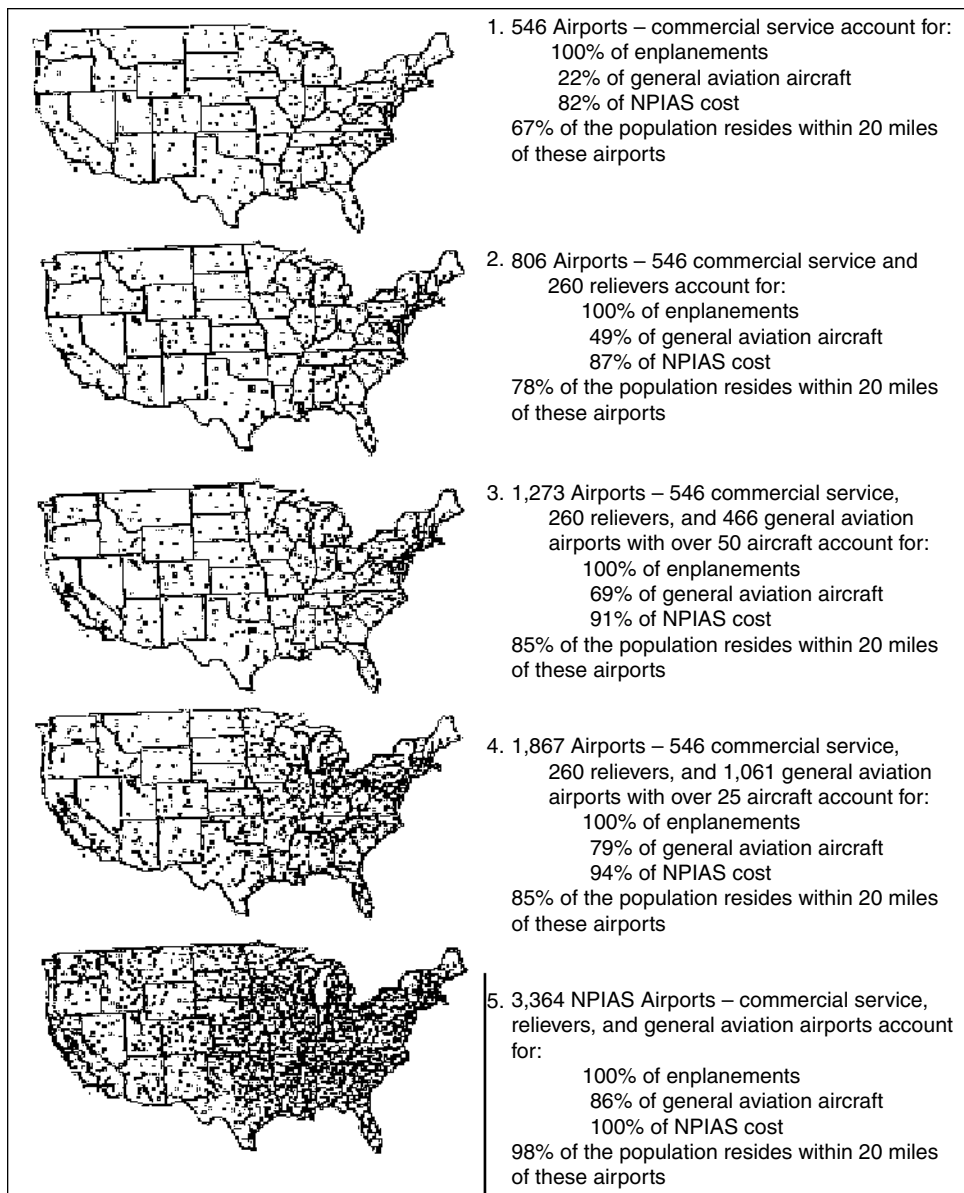 1. 546 Airports – commercial service account for:
100% of enplanements
22% of general aviation aircraft
82% of NPIAS cost
67% of the population resides within 20 miles
of these airports
2. 806 Airports – 546 commercial service and
260 relievers account for:
100% of enplanements
49% of general aviation aircraft
87% of NPIAS cost
78% of the population resides within 20 miles
of these airports
3. 1,273 Airports – 546 commercial service,
260 relievers, and 466 general aviation
airports with over 50 aircraft account for:
100% of enplanements
69% of general aviation aircraft
91% of NPIAS cost
85% of the population resides within 20 miles
of these airports
4. 1,867 Airports – 546 commercial service,
260 relievers, and 1,061 general aviation
airports with over 25 aircraft account for:
100% of enplanements
79% of general aviation aircraft
94% of NPIAS cost
85% of the population resides within 20 miles
of these airports
5. 3,364 NPIAS Airports – commercial service,
relievers, and general aviation airports account
for:
100% of enplanements
86% of general aviation aircraft
100% of NPIAS cost
98% of the population resides within 20 miles
of these airports